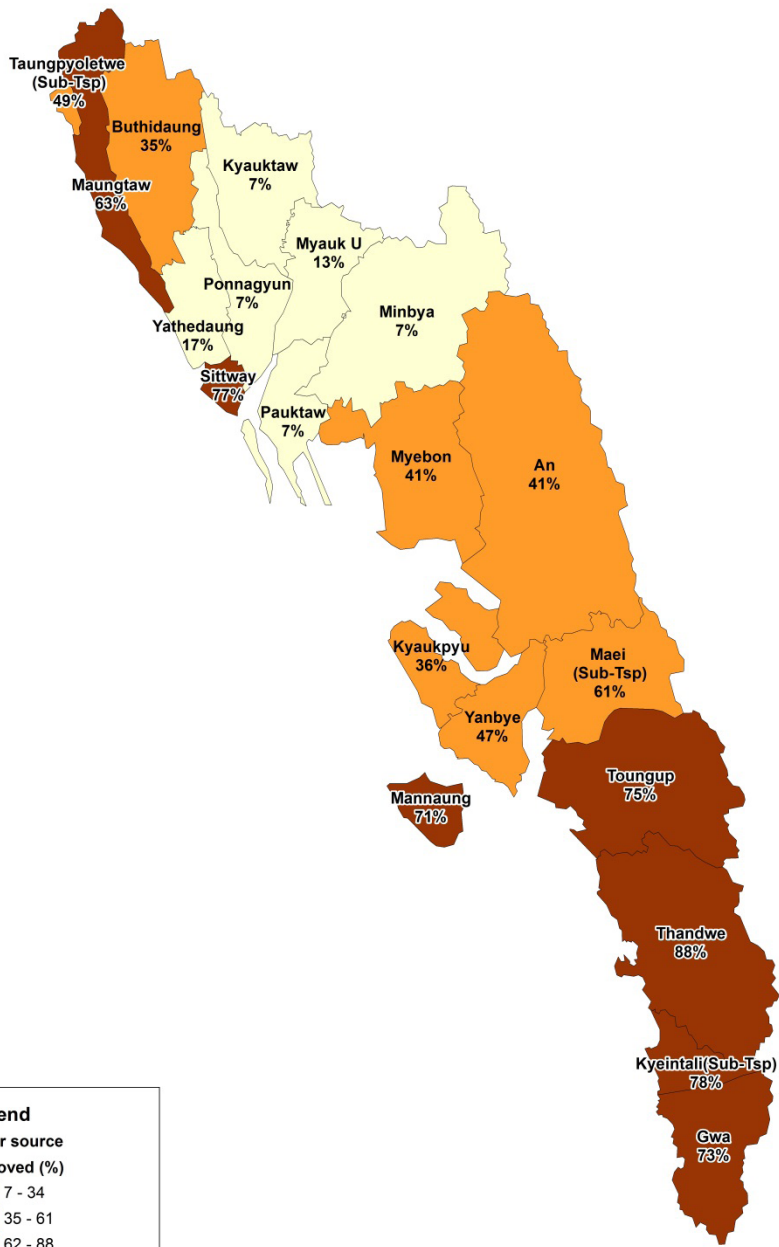 Taungpyoletwe
(Sub-Tsp)
49%
Buthidaung
35%
Maungtaw
63%
Kyauktaw
7%
Myauk U
13%
Ponnagyun
7%
Minbya
7%
Yathedaung
17%
Sittway
77%
Pauktaw
7%
Myebon
41%
An
41%
Kyaukpyu
36%
Maei
(Sub-Tsp)
61%
Yanbye
47%
Mannaung
71%
Toungup
75%
Thandwe
88%
Kyeintali(Sub-Tsp)
78%
Gwa
73%
end
r source
oved (%)
7 - 34
35 - 61
62 - 88